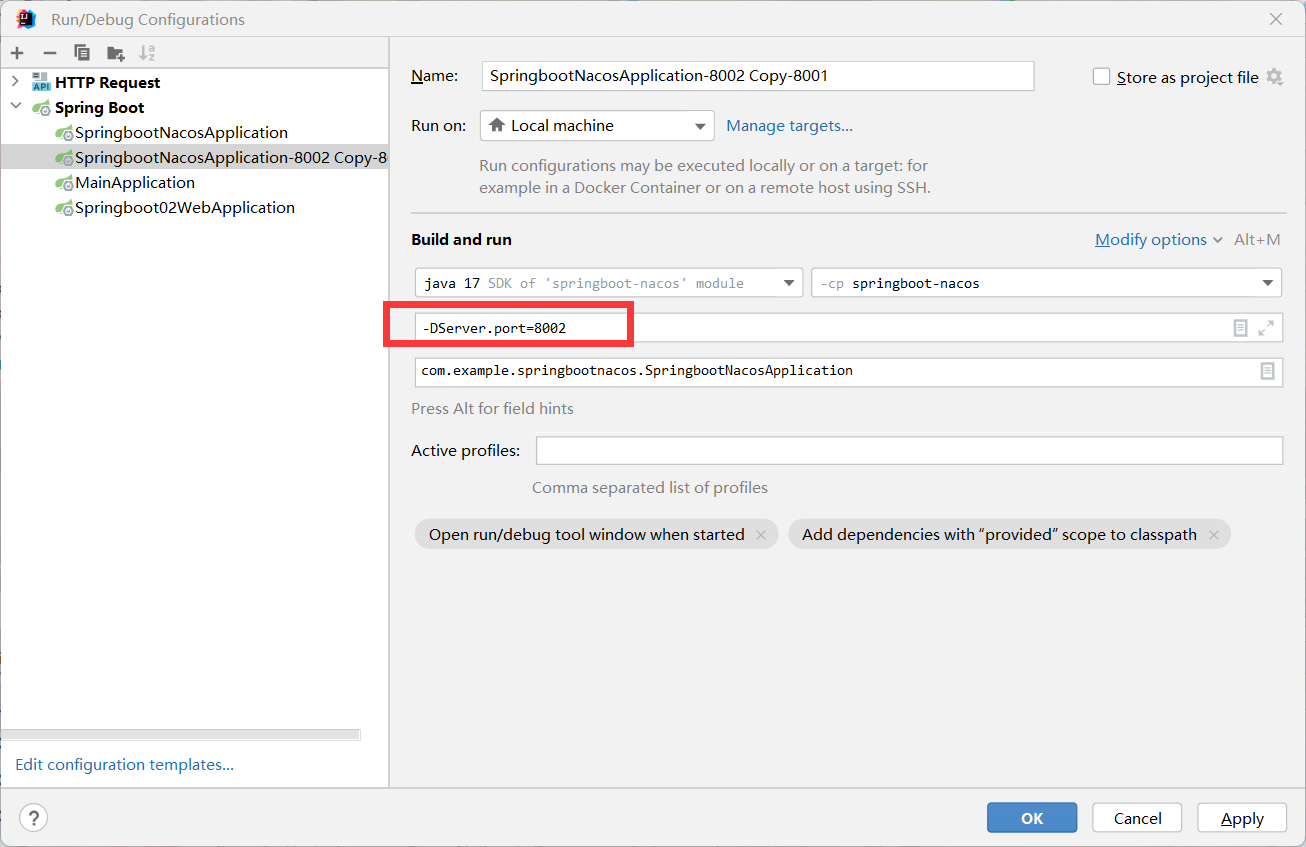 Run/Debug Configurations
HTTP Request
API
Spring Boot
SpringbootNacosApplication
SpringbootNacosApplication-8002 Copy-8
MainApplication
Springboot02WebApplication
Edit configuration templates...
Name: SpringbootNacosApplication-8002 Copy-8001 Store as project file
Run on: Local machine Manage targets...
Run configurations may be executed locally or on a target: for
example in a Docker Container or on a remote host using SSH.
Build and run Modify options Alt+M
java 17 SDK of 'springboot-nacos' module -cp springboot-nacos
-DServer.port=8002
com.example.springbootnacos.SpringbootNacosApplication
Press Alt for field hints
Active profiles:
Comma separated list of profiles
Open run/debug tool window when started Add dependencies with “provided” scope to classpath
? OK Cancel Apply